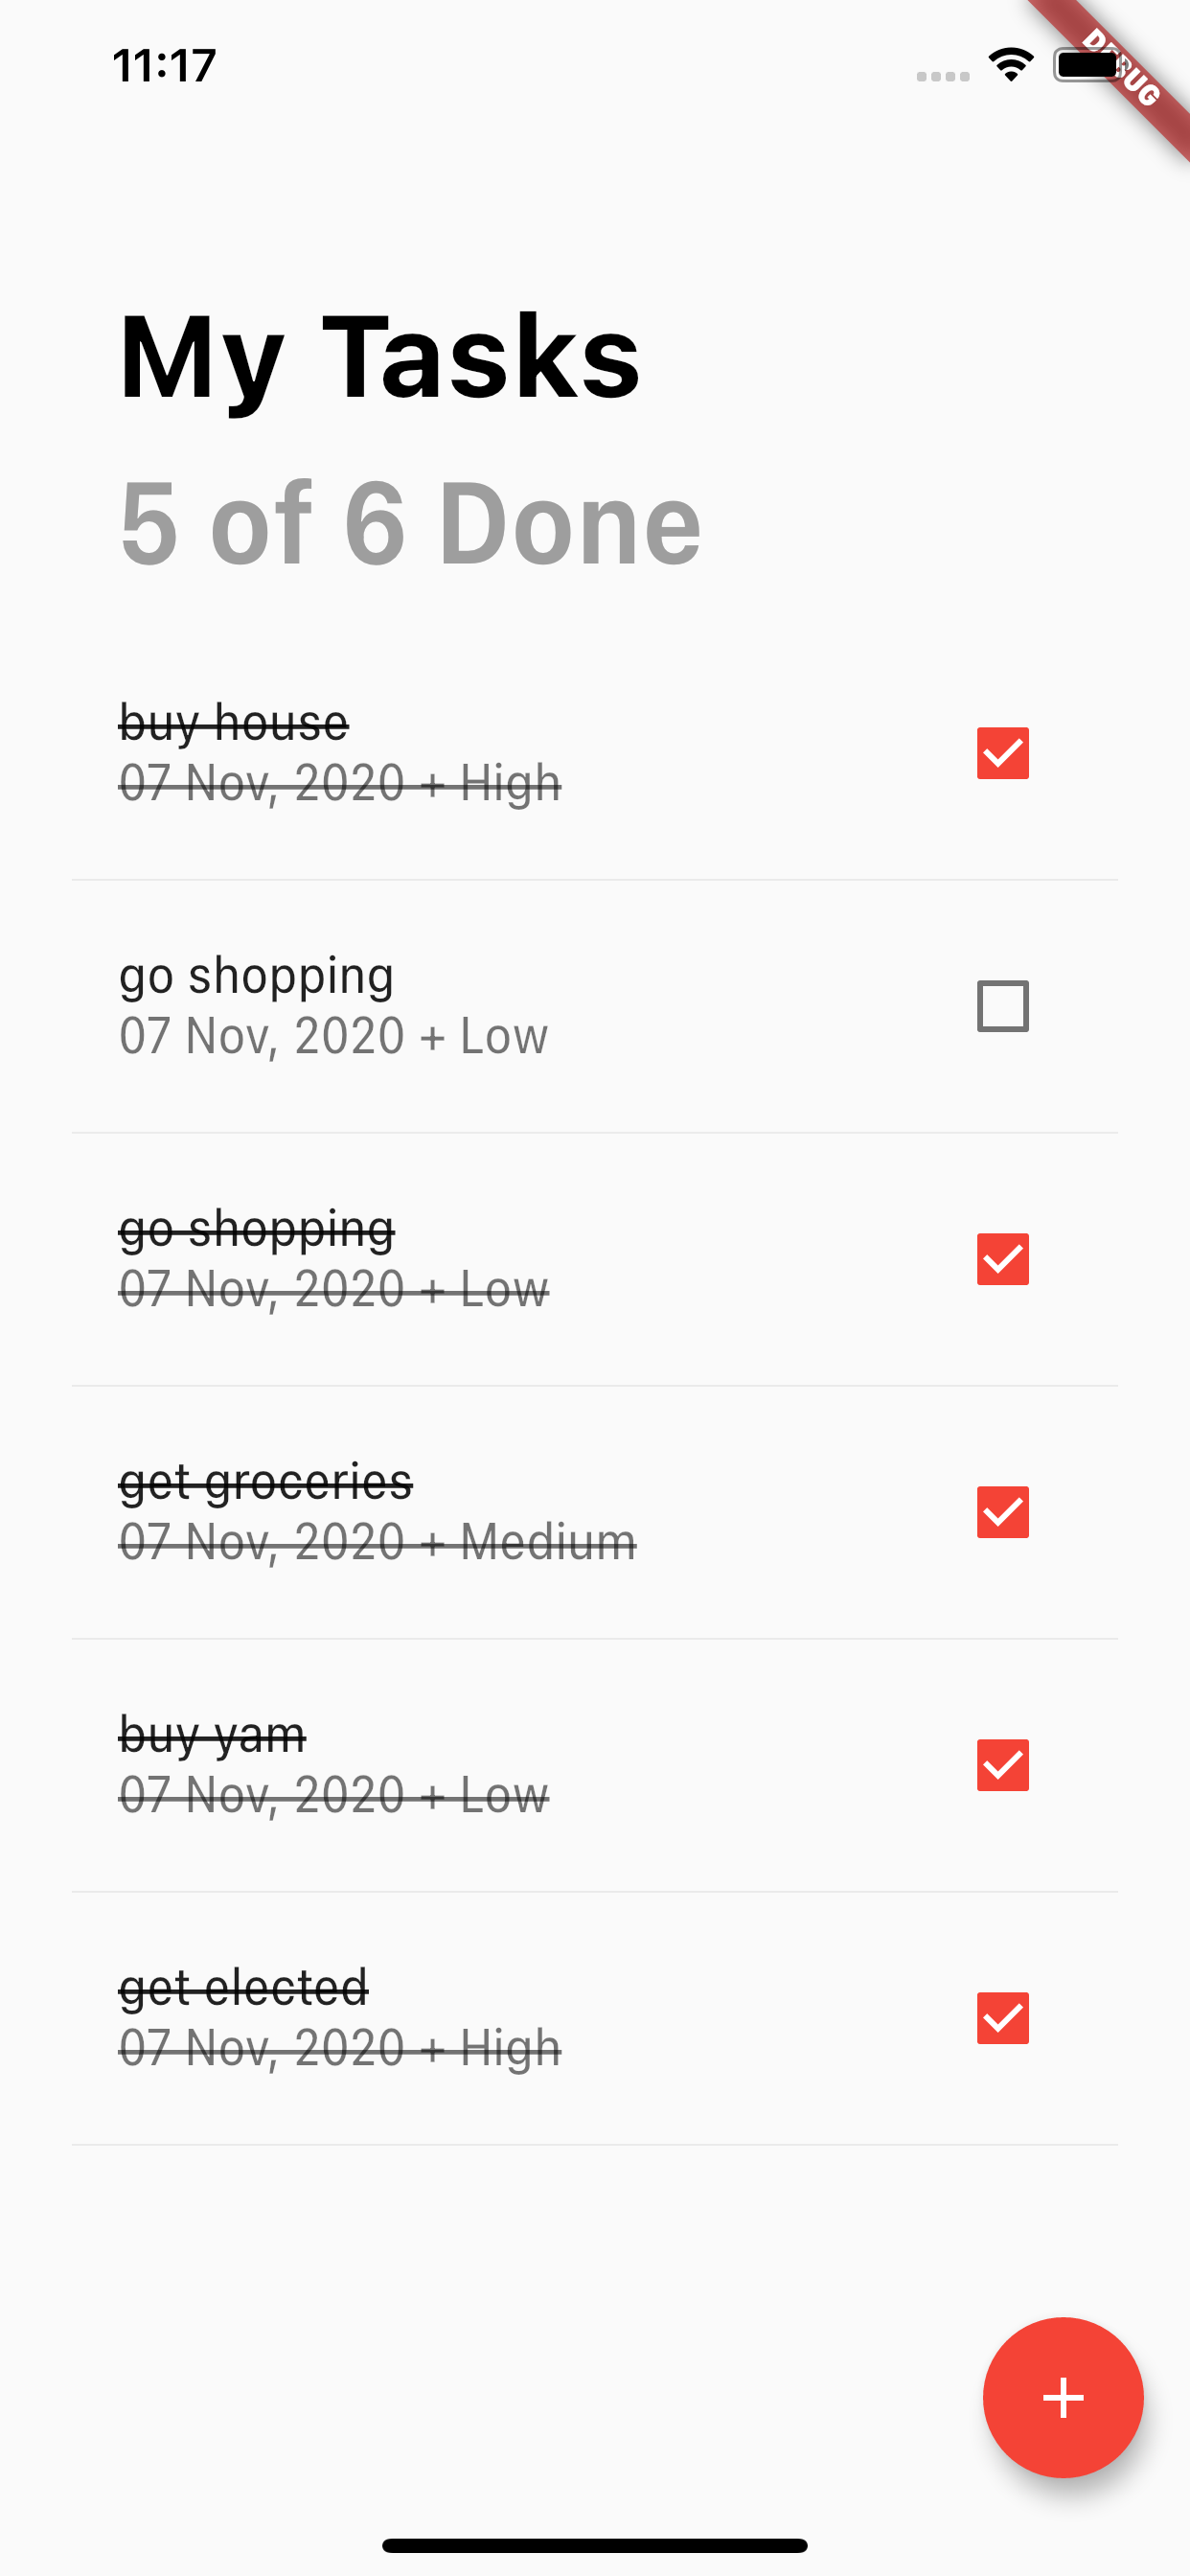 11:17
DEBUG
My Tasks
5 of 6 Done
buy house
07 Nov, 2020 + High
go shopping
07 Nov, 2020 + Low
go shopping
07 Nov, 2020 + Low
get groceries
07 Nov, 2020 + Medium
buy yam
07 Nov, 2020 + Low
get elected
07 Nov, 2020 + High
+